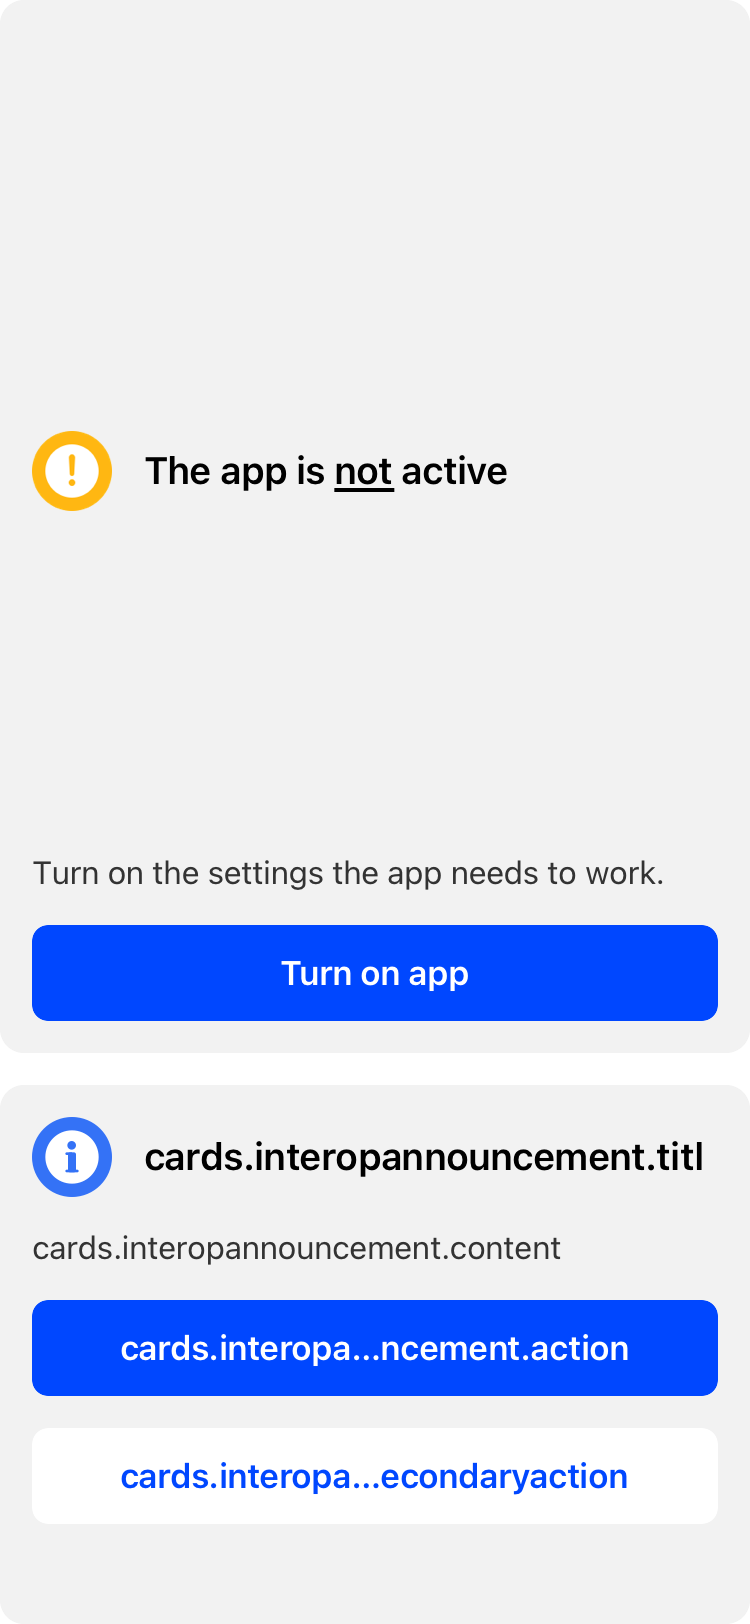 The app is not active
Turn on the settings the app needs to work.
Turn on app
cards.interopannouncement.titl
cards.interopannouncement.content
cards.interopa...ncement.action
cards.interopa...econdaryaction